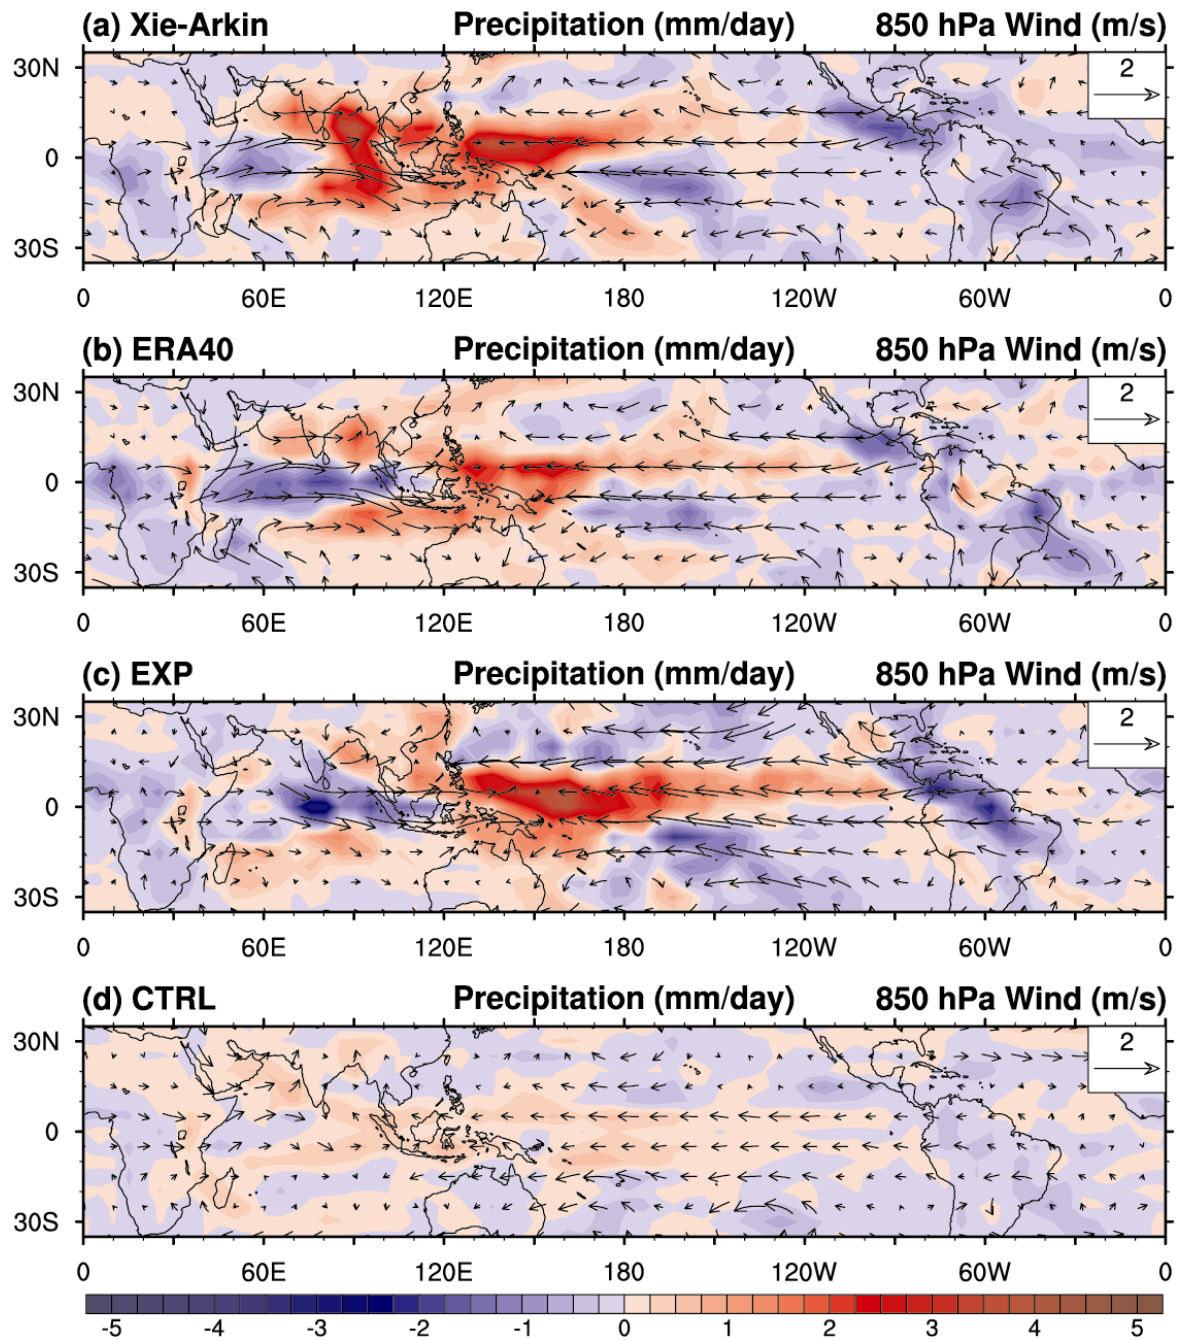 (a) Xie-Arkin Precipitation (mm/day) 850 hPa Wind (m/s)
2
30N
0
30S
0 60E 120E 180 120W 60W 0
(b) ERA40 Precipitation (mm/day) 850 hPa Wind (m/s)
2
30N
0
30S
0 60E 120E 180 120W 60W 0
(c) EXP Precipitation (mm/day) 850 hPa Wind (m/s)
2
30N
0
30S
0 60E 120E 180 120W 60W 0
(d) CTRL Precipitation (mm/day) 850 hPa Wind (m/s)
2
30N
0
30S
0 60E 120E 180 120W 60W 0
-5 -4 -3 -2 -1 0 1 2 3 4 5